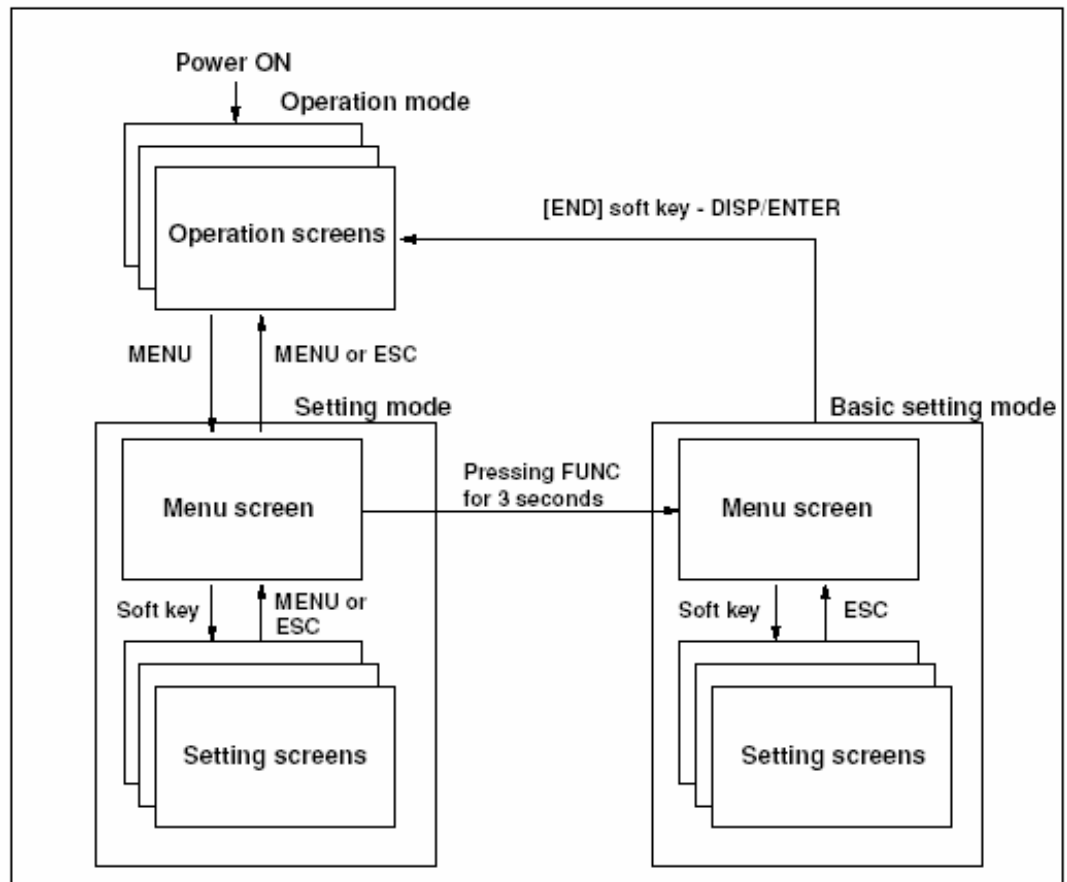 Power ON
Operation mode
Operation screens
[END] soft key - DISP/ENTER
MENU
MENU or ESC
Setting mode
Basic setting mode
Menu screen
Pressing FUNC
for 3 seconds
Menu screen
Soft key
MENU or
ESC
Soft key
ESC
Setting screens
Setting screens